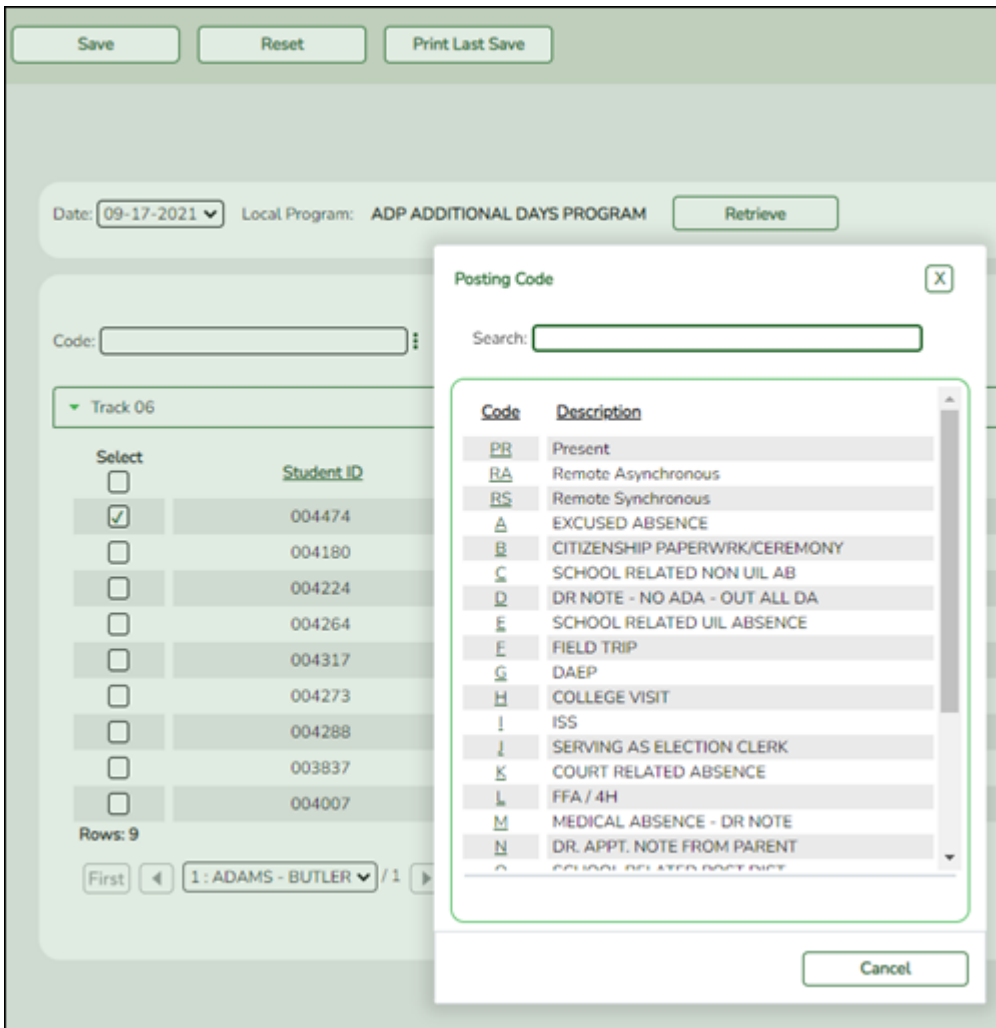 Save Reset Print Last Save
Date: 09-17-2021 Local Program: ADP ADDITIONAL DAYS PROGRAM Retrieve
Code:
Track 06
Select Student ID
004474
004180
004224
004264
004317
004273
004288
003837
004007
Rows: 9
First 1 : ADAMS - BUTLER / 1
Posting Code X
Search:
Code Description
PR Present
RA Remote Asynchronous
RS Remote Synchronous
A EXCUSED ABSENCE
B CITIZENSHIP PAPERWRK/CEREMONY
C SCHOOL RELATED NON UIL AB
D DR NOTE - NO ADA - OUT ALL DA
E SCHOOL RELATED UIL ABSENCE
F FIELD TRIP
G DAEP
H COLLEGE VISIT
I ISS
J SERVING AS ELECTION CLERK
K COURT RELATED ABSENCE
L FFA / 4H
M MEDICAL ABSENCE - DR NOTE
N DR. APPT. NOTE FROM PARENT
SCHOOL RELATED POST DIST
Cancel